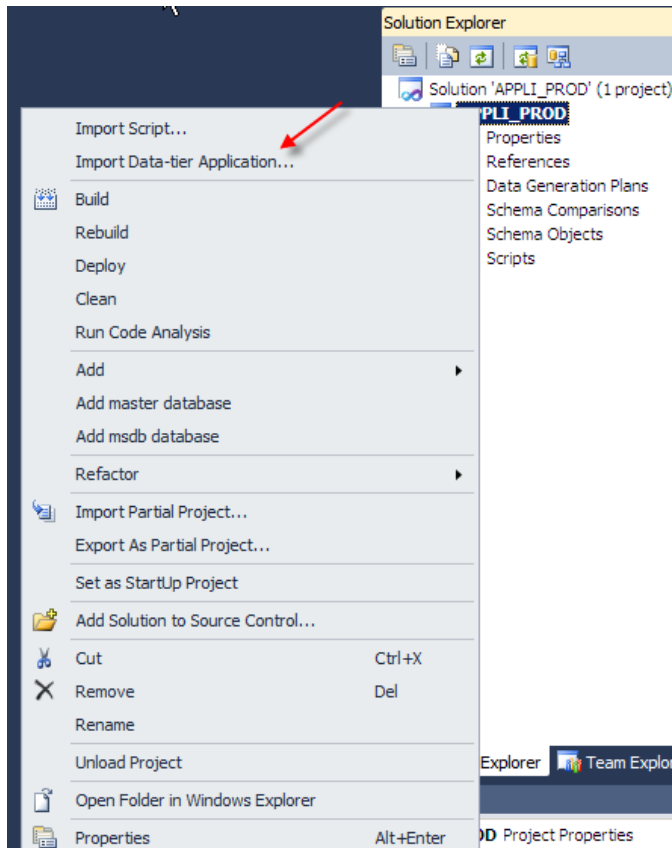 Solution Explorer
Solution 'APPLI_PROD' (1 project)
PLI_PROD
Properties
References
Data Generation Plans
Schema Comparisons
Schema Objects
Scripts
Import Script...
Import Data-tier Application...
Build
Rebuild
Deploy
Clean
Run Code Analysis
Add
Add master database
Add msdb database
Refactor
Import Partial Project...
Export As Partial Project...
Set as StartUp Project
Add Solution to Source Control...
Cut Ctrl+X
Remove Del
Rename
Unload Project
Open Folder in Windows Explorer
Properties Alt+Enter
Explorer Team Explor
OD Project Properties